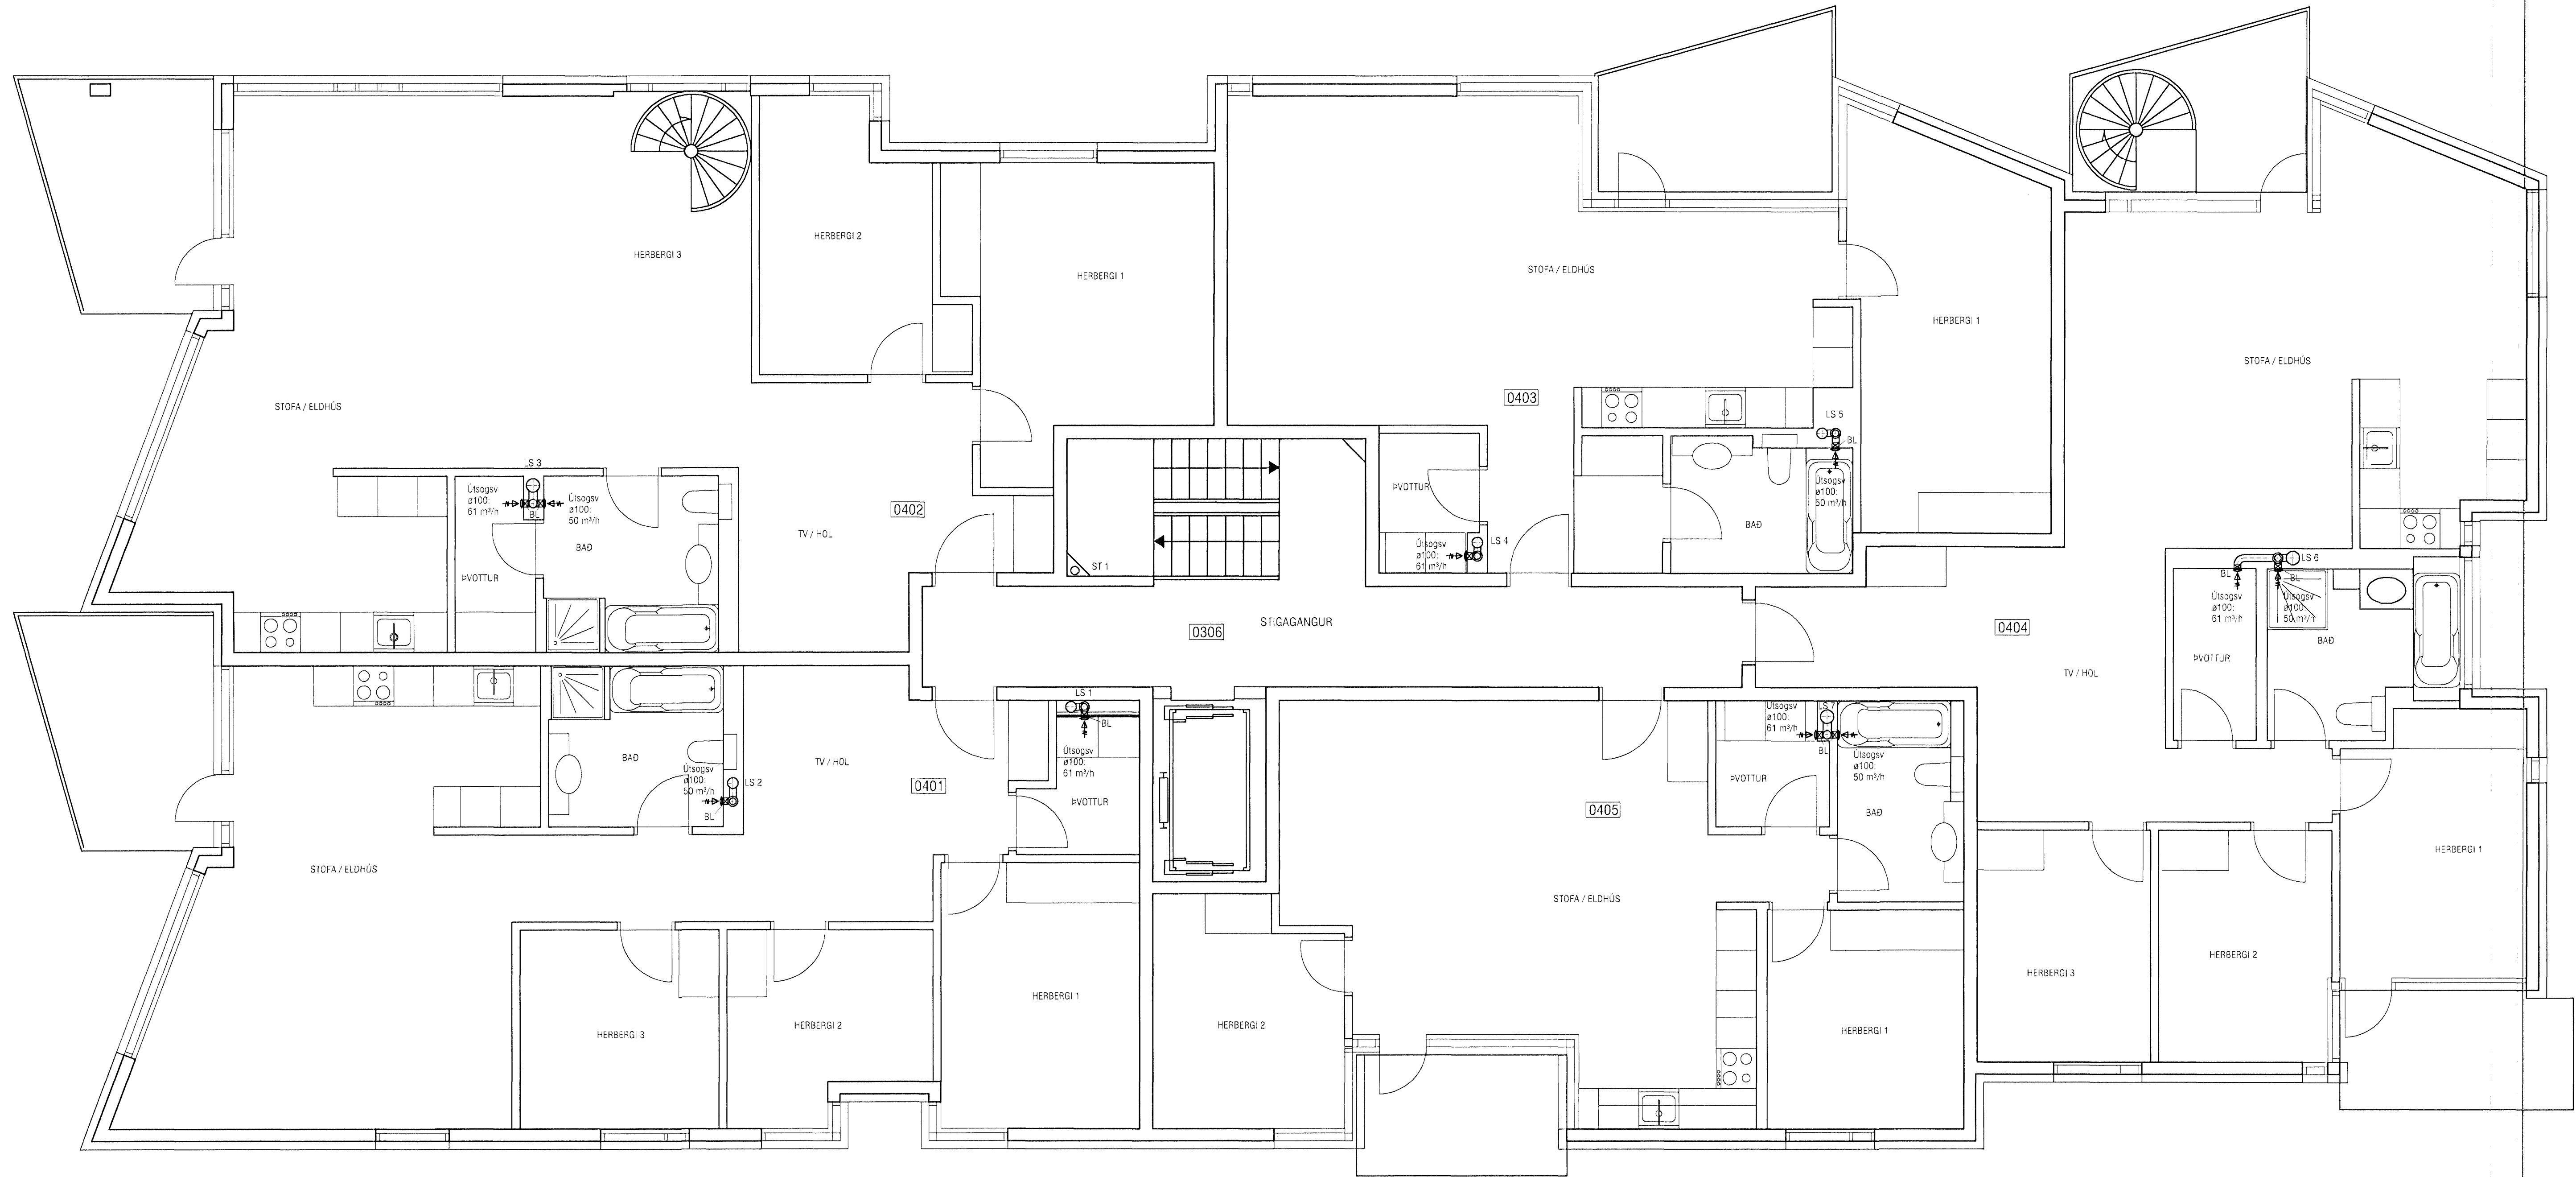 HERBERGI 2
HERBERGI 3
HERBERGI 1
STOFA / ELDHÚS
LS 3
Útsogsv
ø100:
61 m³/h
BL
Útsogsv
ø100:
50 m³/h
BAÐ
ÞVOTTUR
0402
TV / HOL
ST 1
STOFA / ELDHÚS
HERBERGI 1
0403
LS 5
BL
Útsogsv
ø100:
50 m³/h
BAÐ
ÞVOTTUR
LS 4
Útsogsv
ø100:
61 m³/h
STOFA / ELDHÚS
LS 6
BL
BL
Útsogsv
ø100:
61 m³/h
Útsogsv
ø100:
50 m³/h
BAÐ
ÞVOTTUR
0404
TV / HOL
0306
STIGAGANGUR
LS 1
BL
Útsogsv
ø100:
61 m³/h
ÞVOTTUR
BAÐ
Útsogsv
ø100:
50 m³/h
LS 2
BL
TV / HOL
0401
STOFA / ELDHÚS
HERBERGI 3
HERBERGI 2
HERBERGI 1
HERBERGI 2
LS 7
Útsogsv
ø100:
61 m³/h
BL
Útsogsv
ø100:
50 m³/h
ÞVOTTUR
BAÐ
0405
STOFA / ELDHÚS
HERBERGI 1
HERBERGI 3
HERBERGI 2
HERBERGI 1